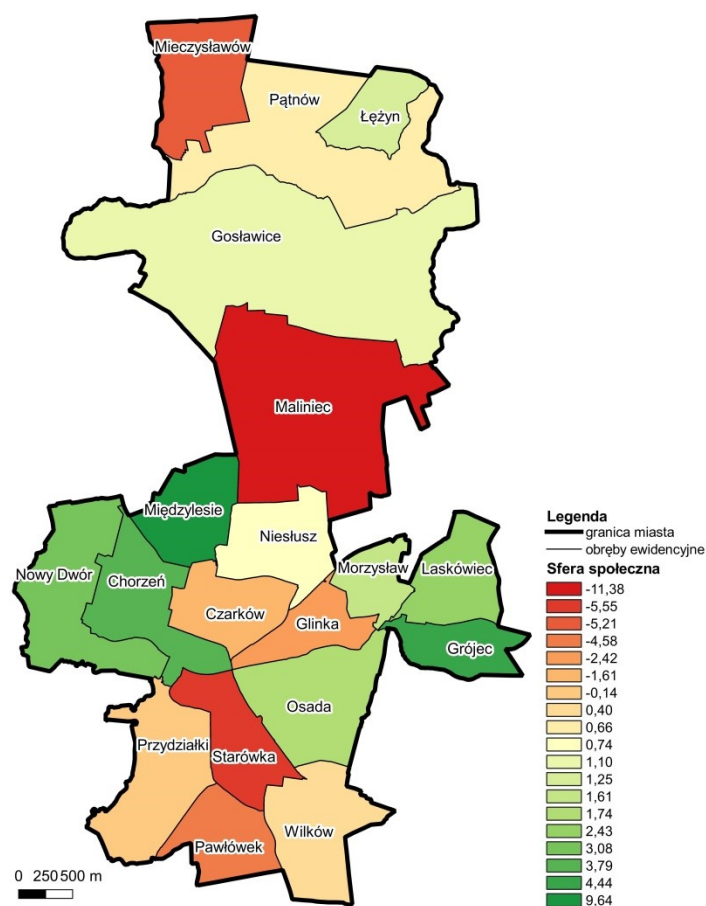 Mieczysławów
Pątnów
Łężyn
Gosławice
Maliniec
Międzylesie
Niesłusz
Morzysław
Laskówiec
Nowy Dwór
Chorzeń
Czarków
Glinka
Grójec
Osada
Przydziałki
Starówka
Wilków
Pawłówek
0 250 500 m
Legenda
granica miasta
obręby ewidencyjne
Sfera społeczna
-11,38
-5,55
-5,21
-4,58
-2,42
-1,61
-0,14
0,40
0,66
0,74
1,10
1,25
1,61
1,74
2,43
3,08
3,79
4,44
9,64